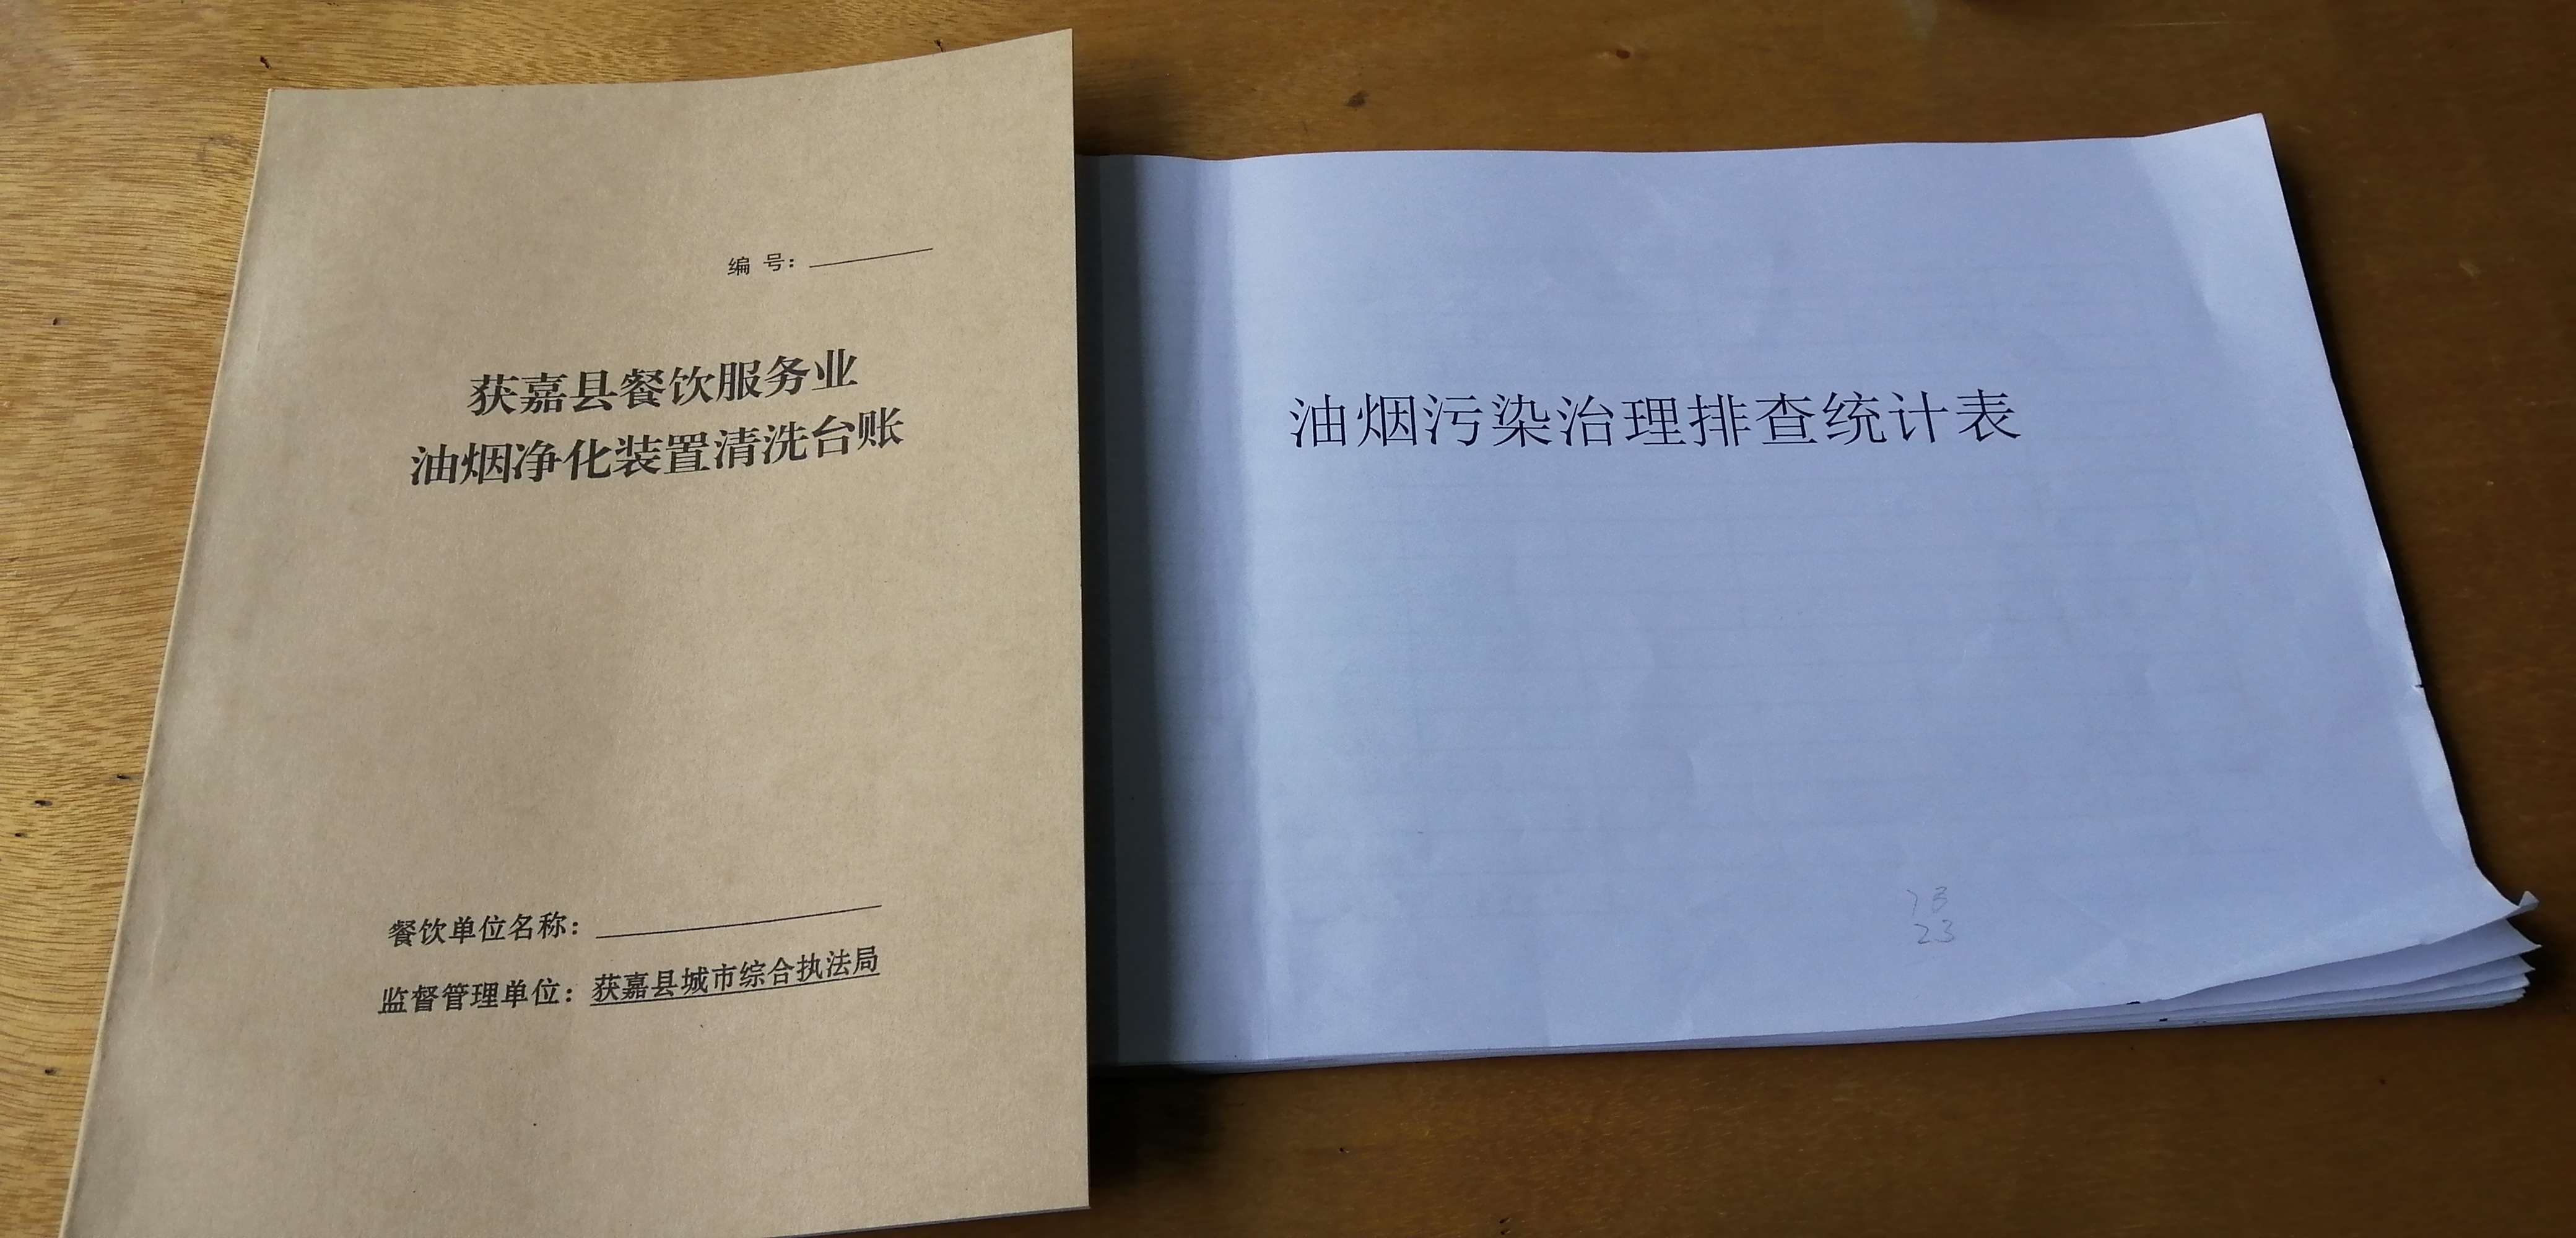 编 号：
获嘉县餐饮服务业
油烟净化装置清洗台账
餐饮单位名称：
监督管理单位：获嘉县城市综合执法局
油烟污染治理排查统计表
23